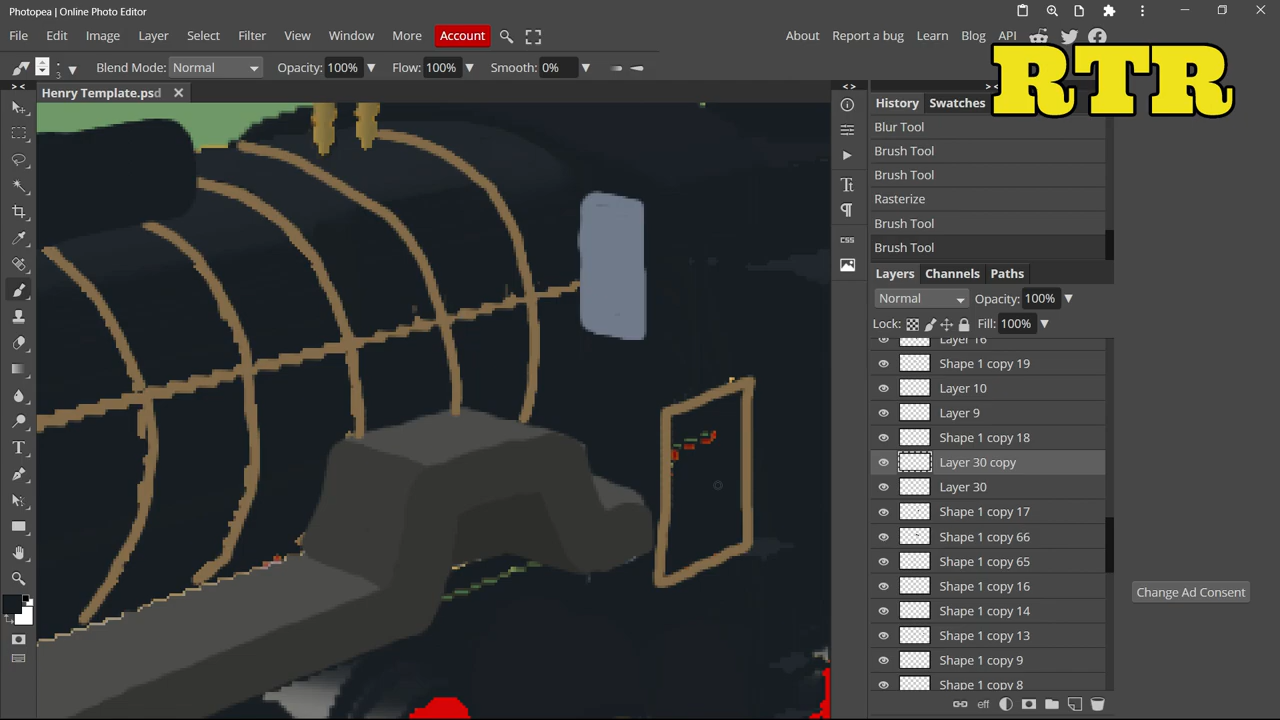 Photopea | Online Photo Editor
File Edit Image Layer Select Filter View Window More Account About Report a bug Learn Blog API
3 Blend Mode: Normal Opacity: 100% Flow: 100% Smooth: 0%
RTR
Henry Template.psd
History Swatches
Blur Tool
Brush Tool
Brush Tool
Rasterize
Brush Tool
Brush Tool
Layers Channels Paths
Normal Opacity: 100%
Lock: Fill: 100%
Layer 16
Shape 1 copy 19
Layer 10
Layer 9
Shape 1 copy 18
Layer 30 copy
Layer 30
Shape 1 copy 17
Shape 1 copy 66
Shape 1 copy 65
Shape 1 copy 16
Shape 1 copy 14
Shape 1 copy 13
Shape 1 copy 9
Shape 1 copy 8
eff
CSS
Change Ad Consent